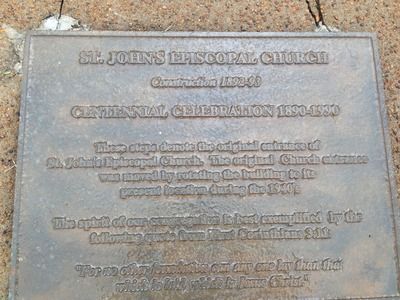 ST. JOHN'S EPISCOPAL CHURCH
Construction 1892-93
CENTENNIAL CELEBRATION 1890-1990
These steps denote the original entrance of
St. John's Episcopal Church. The original Church entrance
was moved by rotating the building to its
present location during the 1940's.
The spirit of our congregation is best exemplified by the
following quote from First Corinthians 3:11
"For no other foundation can any one lay than that
which is laid, which is Jesus Christ."